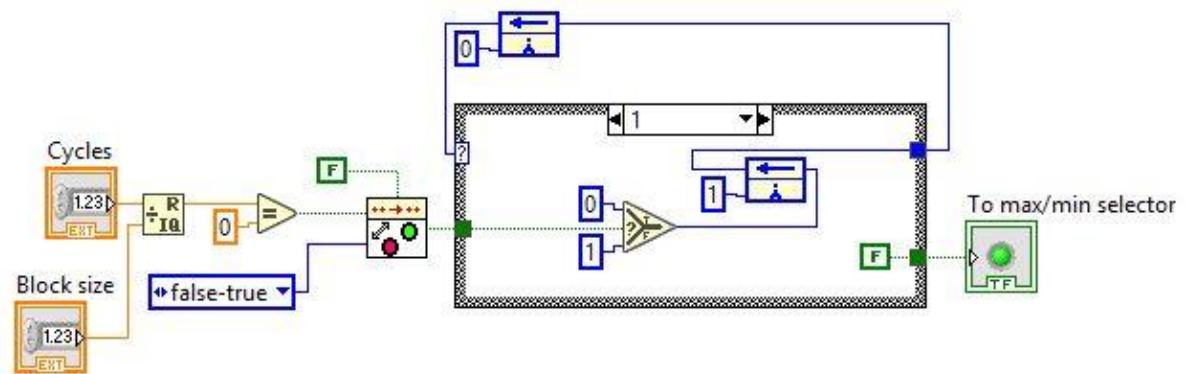 0
1
Cycles
1.23
EXT
F
R
IQ
0
=
?
1
0
?
T
F
1
To max/min selector
F
TF
Block size
1.23
EXT
false-true